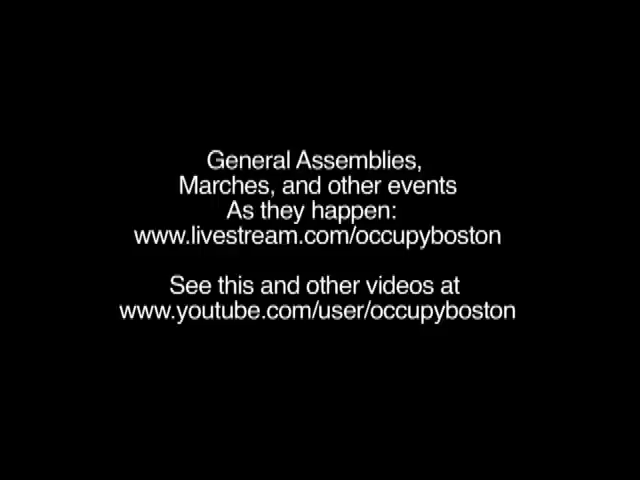 General Assemblies,
Marches, and other events
As they happen:
www.livestream.com/occupyboston
See this and other videos at
www.youtube.com/user/occupyboston